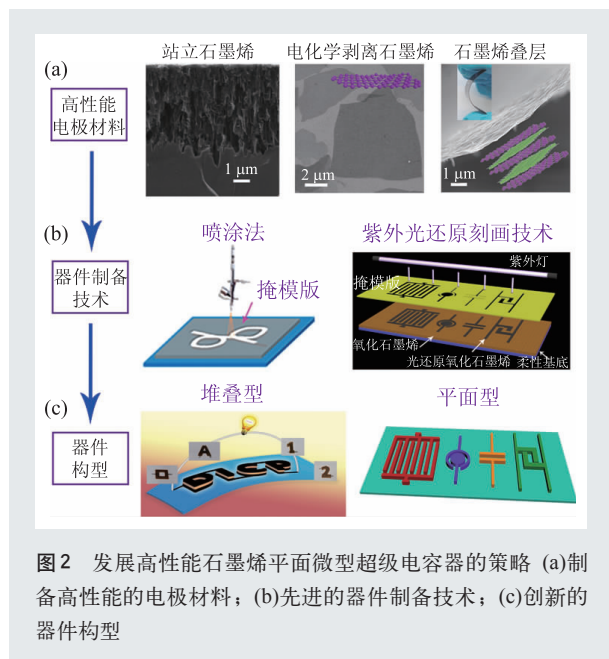 站立石墨烯
电化学剥离石墨烯
石墨烯叠层
(a)
高性能
电极材料
1 μm
2 μm
1 μm
(b)
器件制备
技术
喷涂法
掩模版
紫外光还原刻画技术
紫外灯
掩模版
氧化石墨烯
光还原氧化石墨烯
柔性基底
(c)
器件
构型
堆叠型
A
1
2
DICP
平面型
图2 发展高性能石墨烯平面微型超级电容器的策略 (a)制
备高性能的电极材料；(b)先进的器件制备技术；(c)创新的
器件构型